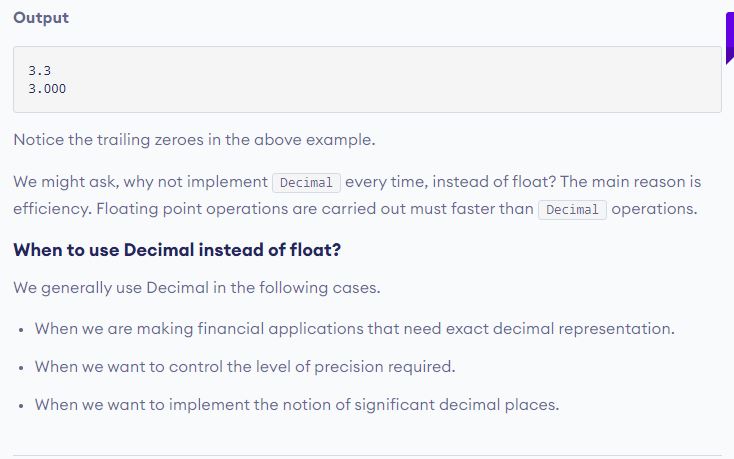 Output
3.3
3.000
Notice the trailing zeroes in the above example.
We might ask, why not implement Decimal every time, instead of float? The main reason is
efficiency. Floating point operations are carried out must faster than Decimal operations.
When to use Decimal instead of float?
We generally use Decimal in the following cases.
• When we are making financial applications that need exact decimal representation.
• When we want to control the level of precision required.
• When we want to implement the notion of significant decimal places.